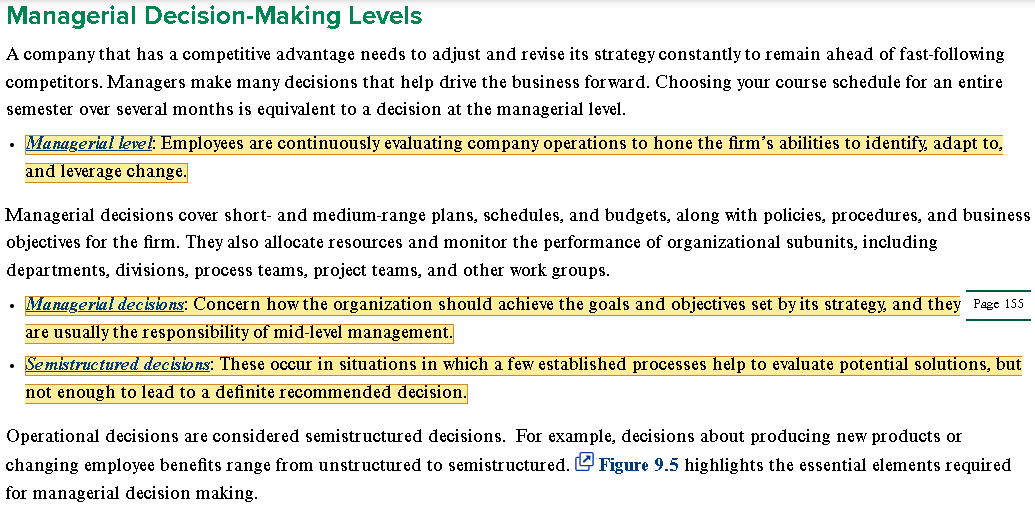 Managerial Decision-Making Levels
A company that has a competitive advantage needs to adjust and revise its strategy constantly to remain ahead of fast-following
competitors. Managers make many decisions that help drive the business forward. Choosing your course schedule for an entire
semester over several months is equivalent to a decision at the managerial level.
• Managerial level: Employees are continuously evaluating company operations to hone the firm's abilities to identify, adapt to,
and leverage change.
Managerial decisions cover short- and medium-range plans, schedules, and budgets, along with policies, procedures, and business
objectives for the firm. They also allocate resources and monitor the performance of organizational subunits, including
departments, divisions, process teams, project teams, and other work groups.
• Managerial decisions: Concern how the organization should achieve the goals and objectives set by its strategy, and they
Page 155
are usually the responsibility of mid-level management.
• Semistructured decisions: These occur in situations in which a few established processes help to evaluate potential solutions, but
not enough to lead to a definite recommended decision.
Operational decisions are considered semistructured decisions. For example, decisions about producing new products or
changing employee benefits range from unstructured to semistructured. Figure 9.5 highlights the essential elements required
for managerial decision making.